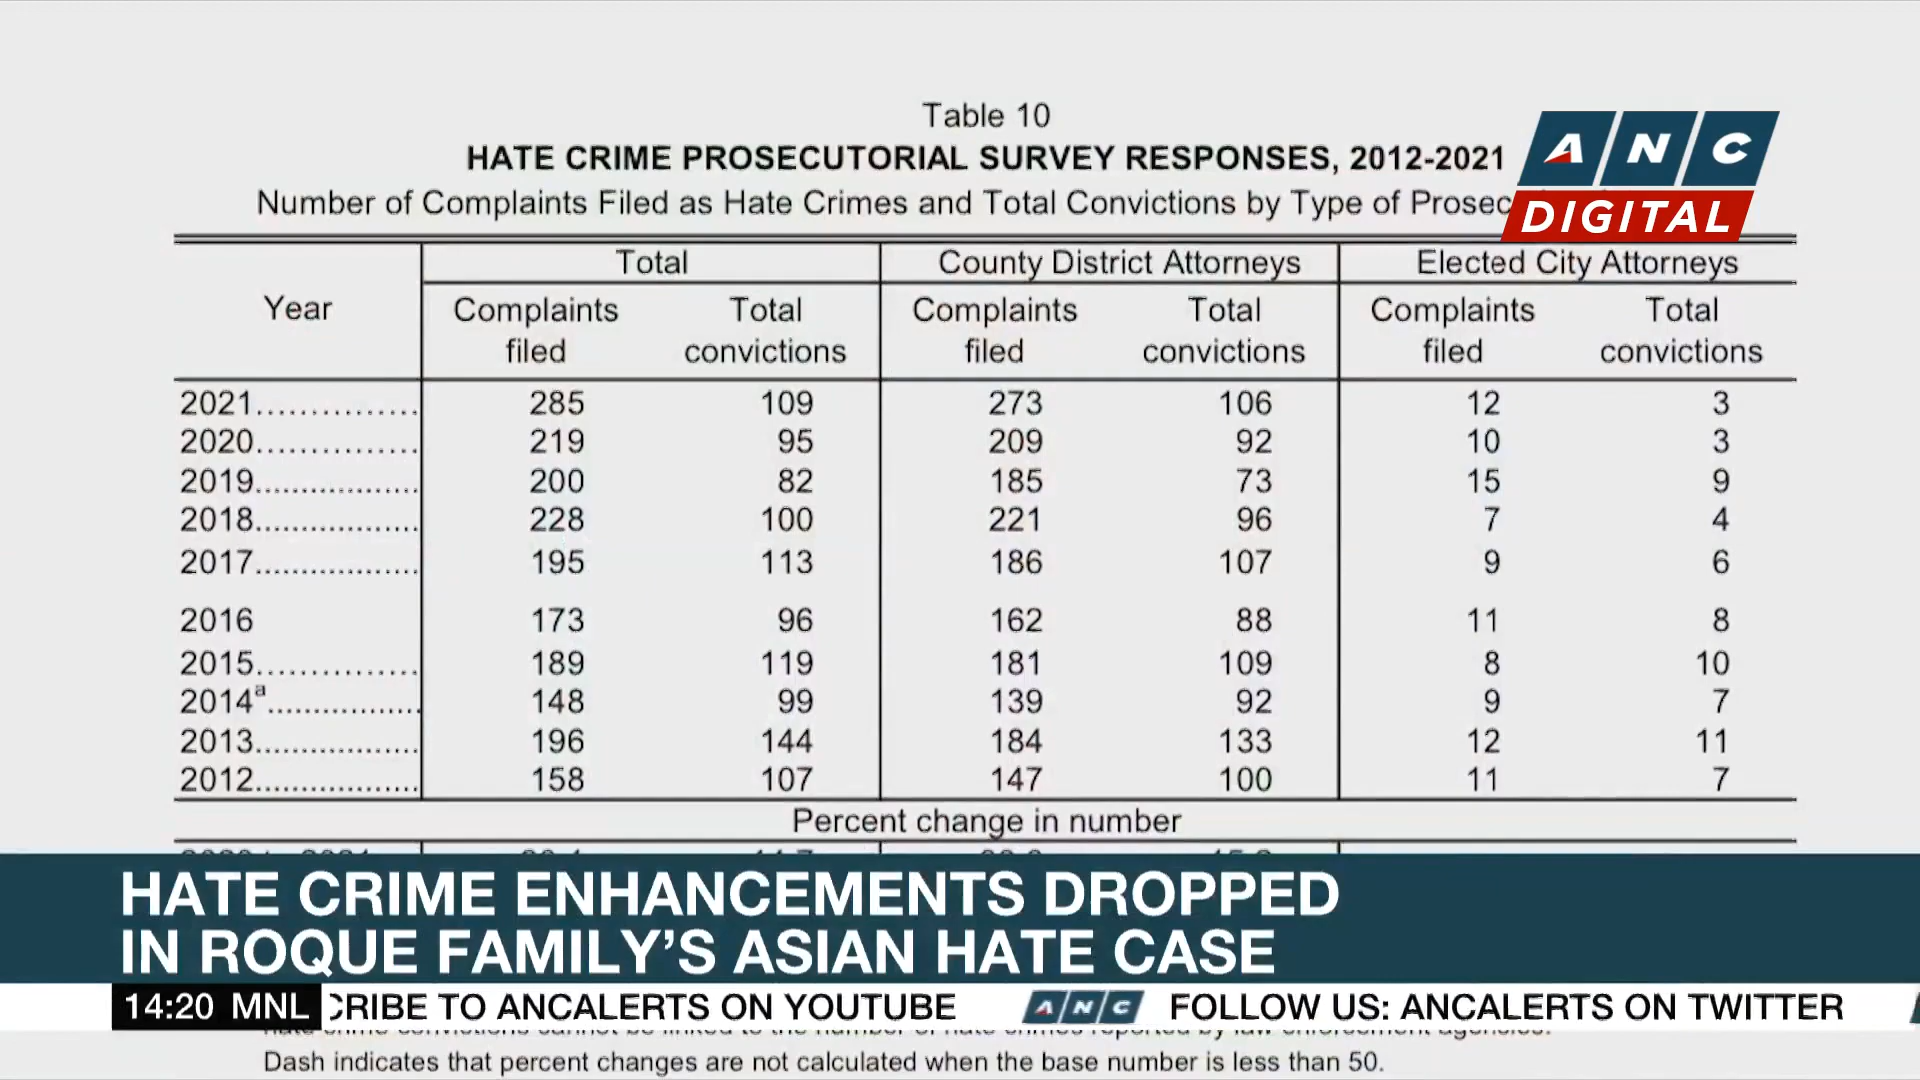 Table 10
HATE CRIME PROSECUTORIAL SURVEY RESPONSES, 2012-2021
Number of Complaints Filed as Hate Crimes and Total Convictions by Type of
ANC
DIGITAL
Total County District Attorneys Elected City Attorneys
Year Complaints filed Total convictions Complaints filed Total convictions Complaints filed Total convictions
2021............... 285 109 273 106 12 3
2020............... 219 95 209 92 10 3
2019.................. 200 82 185 73 15 9
2018.................. 228 100 221 96 7 4
2017.................. 195 113 186 107 9 6
2016 173 96 162 88 11 8
2015............... 189 119 181 109 8 10
2014a................. 148 99 139 92 9 7
2013.................. 196 144 184 133 12 11
2012.................. 158 107 147 100 11 7
Percent change in number
HATE CRIME ENHANCEMENTS DROPPED
IN ROQUE FAMILY'S ASIAN HATE CASE
14:20 MNL CRIBE TO ANCALERTS ON YOUTUBE ANC FOLLOW US: ANCALERTS ON TWITTER
Dash indicates that percent changes are not calculated when the base number is less than 50.